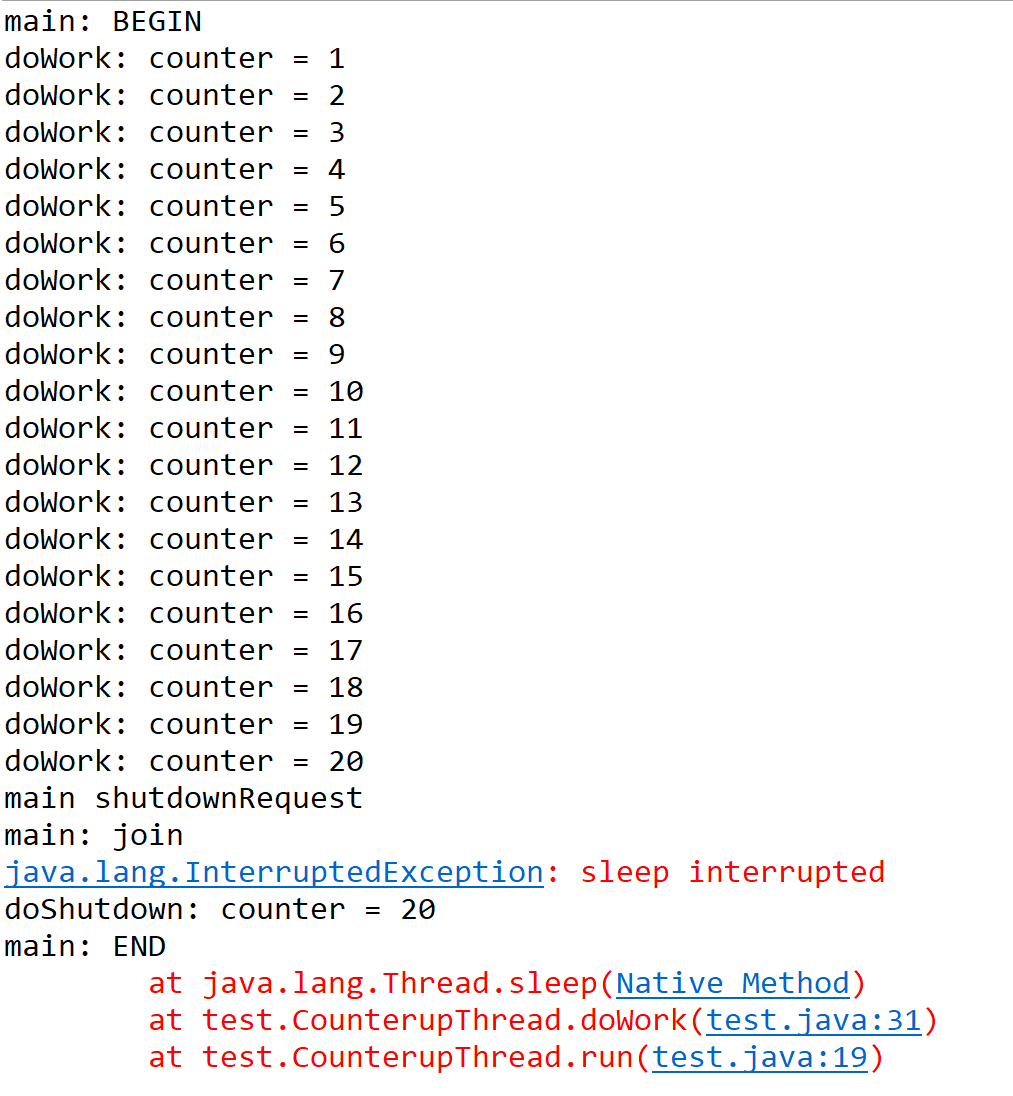 main: BEGIN
doWork: counter = 1
doWork: counter = 2
doWork: counter = 3
doWork: counter = 4
doWork: counter = 5
doWork: counter = 6
doWork: counter = 7
doWork: counter = 8
doWork: counter = 9
doWork: counter = 10
doWork: counter = 11
doWork: counter = 12
doWork: counter = 13
doWork: counter = 14
doWork: counter = 15
doWork: counter = 16
doWork: counter = 17
doWork: counter = 18
doWork: counter = 19
doWork: counter = 20
main shutdownRequest
main: join
java.lang.InterruptedException: sleep interrupted
doShutdown: counter = 20
main: END
        at java.lang.Thread.sleep(Native Method)
        at test.CounterupThread.doWork(test.java:31)
        at test.CounterupThread.run(test.java:19)